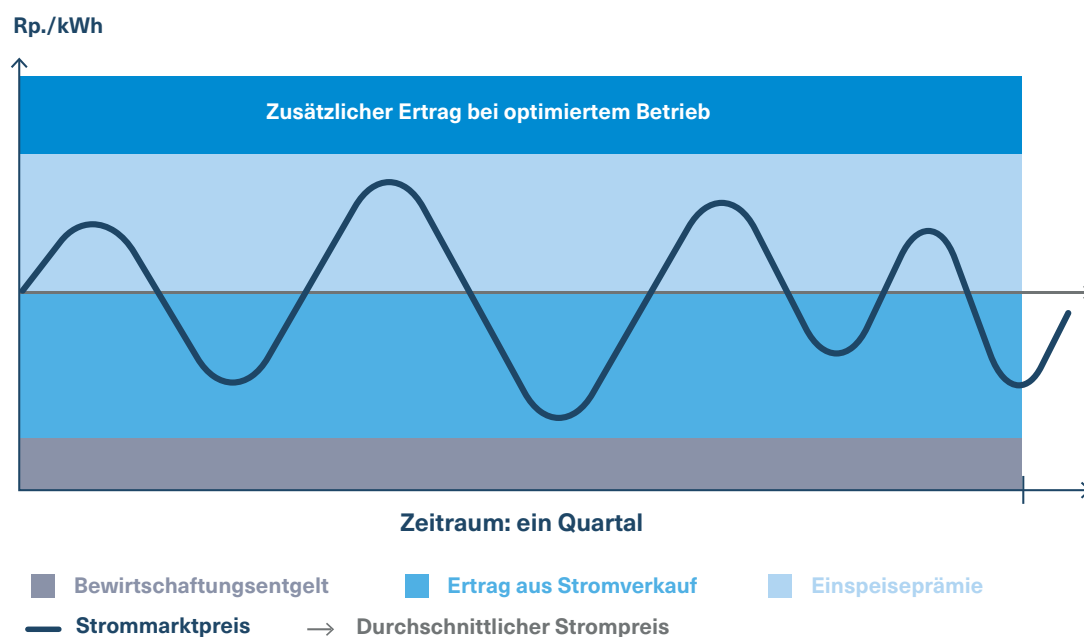 Rp./kWh
Zusätzlicher Ertrag bei optimiertem Betrieb
Zeitraum: ein Quartal
Bewirtschaftungsentgelt
Ertrag aus Stromverkauf
Einspeiseprämie
Strommarktpreis
Durchschnittlicher Strompreis